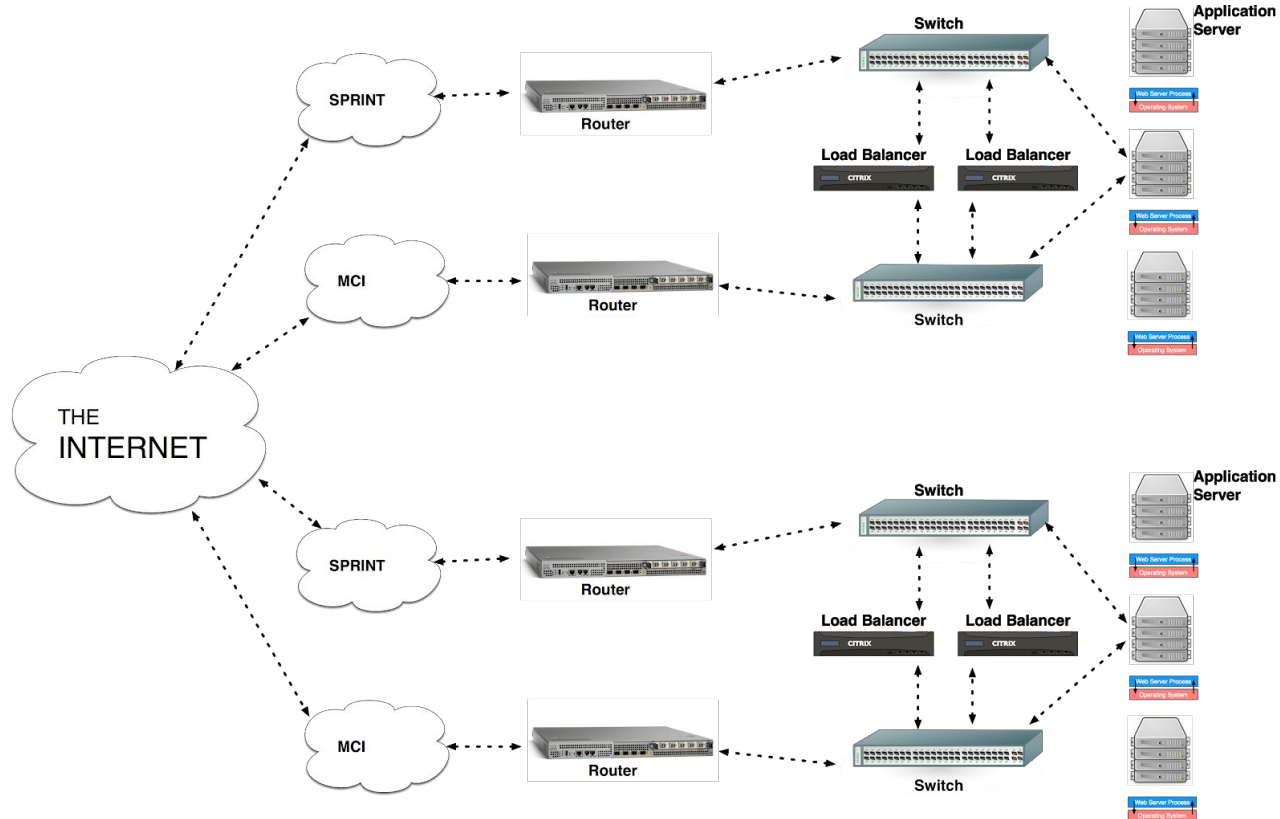 Switch
Application
Server
SPRINT
Router
Web Server Process
Operating System
Load Balancer
Load Balancer
CITRIX
CITRIX
Web Server Process
Operating System
MCI
Router
Switch
Web Server Process
Operating System
THE
INTERNET
Switch
Application
Server
SPRINT
Router
Web Server Process
Operating System
Load Balancer
Load Balancer
CITRIX
CITRIX
Web Server Process
Operating System
MCI
Router
Switch
Web Server Process
Operating System